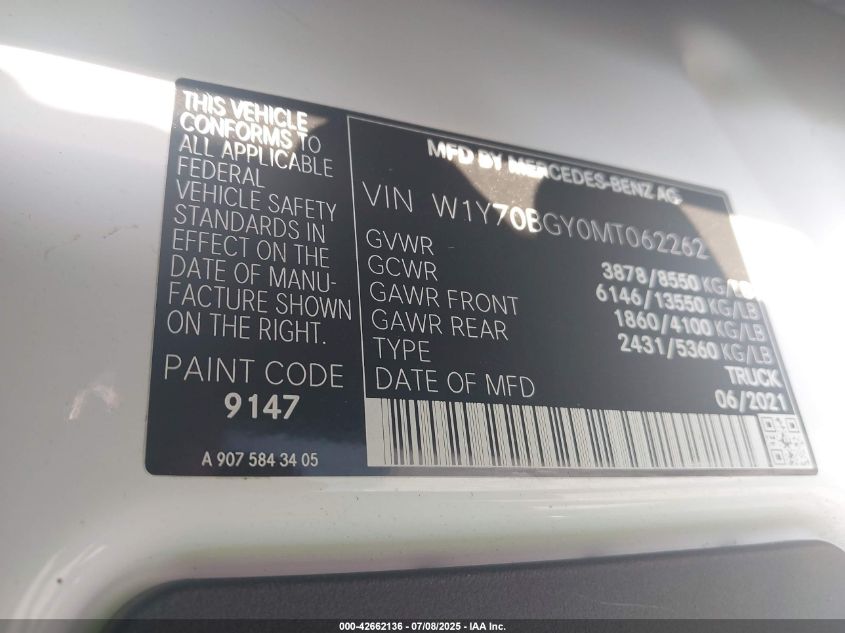 THIS VEHICLE
CONFORMS TO
ALL APPLICABLE
FEDERAL
VEHICLE SAFETY
STANDARDS IN
EFFECT ON THE
DATE OF MANU-
FACTURE SHOWN
ON THE RIGHT.
PAINT CODE
9147
A 907 584 34 05
MFD BY MERCEDES-BENZ AG
VIN W1Y70BGY0MT062262
GVWR 3878/8550 KG/LB
GCWR 6146/13550 KG/LB
GAWR FRONT 1860/4100 KG/LB
GAWR REAR 2431/5360 KG/LB
TYPE TRUCK
DATE OF MFD 06/2021
000-42662136 - 07/08/2025 - IAA Inc.